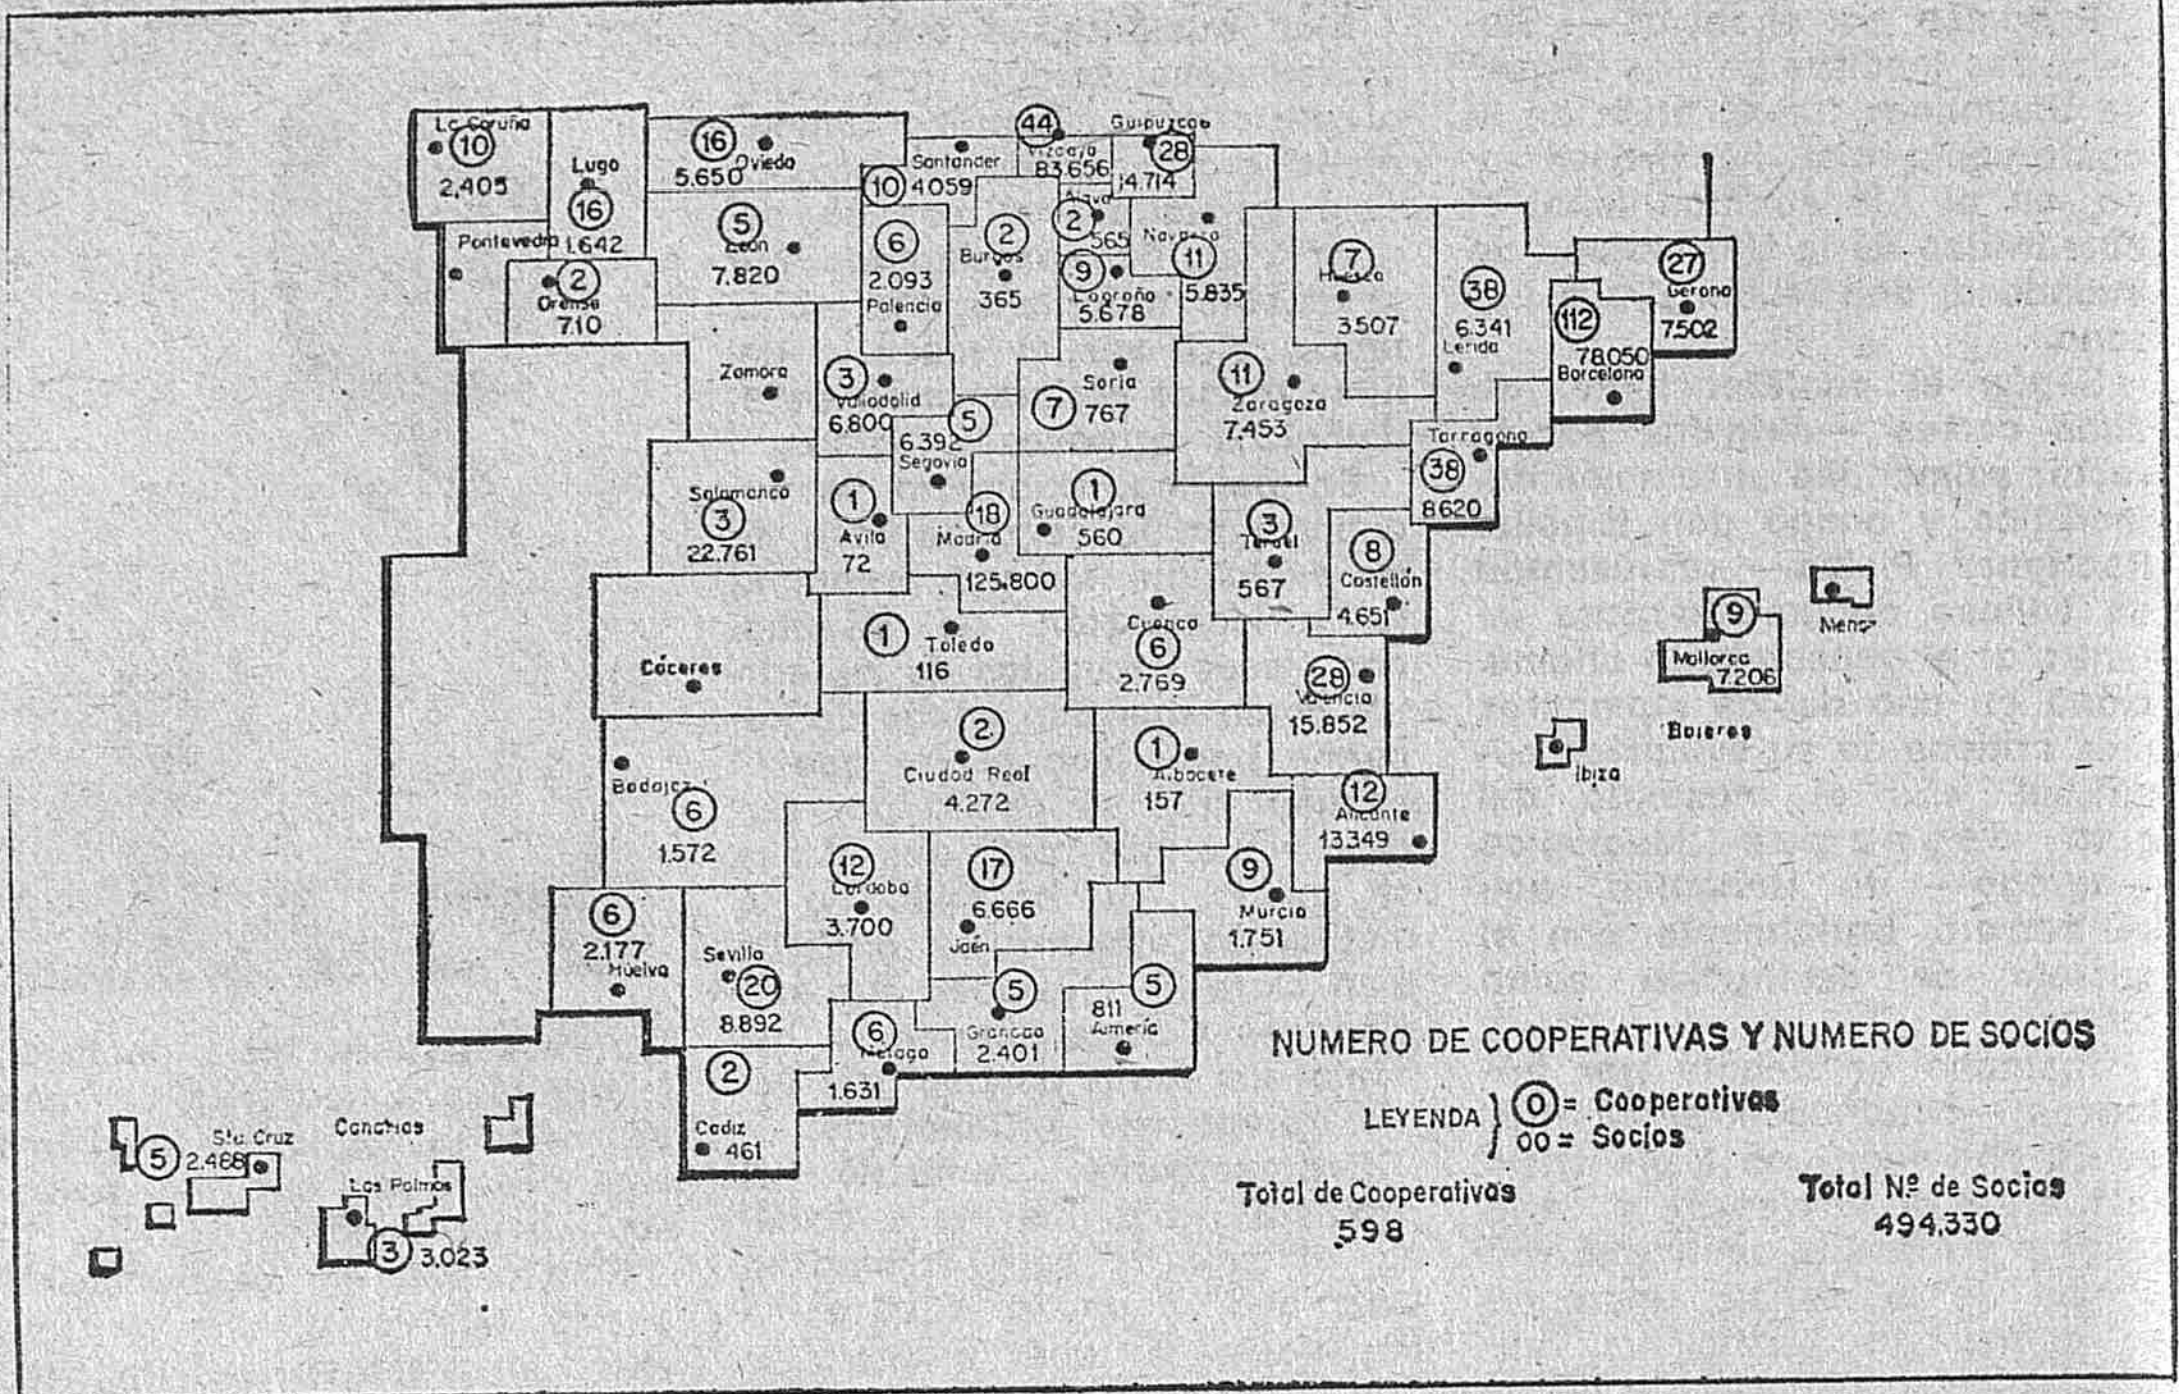 La Coruña
10
2.405
Lugo
16
1.642
16
Oviedo
5.650
Santander
10
4059
44
Vizcaya
83.656
Guipuzcoa
28
14.714
Pontevedra
2
Orense
710
5
León
7.820
6
2.093
Palencia
2
Burgos
365
Alava
2
565
Navarra
11
5.835
9
Logroño
5.678
7
Huesca
3.507
38
6.341
Lerida
27
Gerona
7.502
112
78.050
Barcelona
Zamora
3
Valladolid
6.800
5
6.392
Segovia
Soria
7
767
11
Zaragoza
7.453
Tarragona
38
8.620
Salamanca
3
22.761
1
Avila
72
18
Madrid
125.800
1
Guadalajara
560
3
Teruel
567
8
Castellón
4.651
Cáceres
1
Toledo
116
Cuenca
6
2.769
28
Valencia
15.852
9
Mallorca
7.206
Ibiza
Baleres
Badajoz
6
1.572
2
Ciudad Real
4.272
1
Albacete
157
12
Alicante
13.349
12
Cordoba
3.700
17
6.666
Jaén
9
Murcia
1.751
6
2.177
Huelva
Sevilla
20
8.892
6
Malaga
1.631
5
Granada
2.401
5
811
Almería
2
Cadiz
461
Canarias
Sta. Cruz
5
2.488
Las Palmas
3
3.023
NUMERO DE COOPERATIVAS Y NUMERO DE SOCIOS
LEYENDA } 0 = Cooperativas
00 = Socios
Total de Cooperativas
598
Total Nº de Socios
494.330